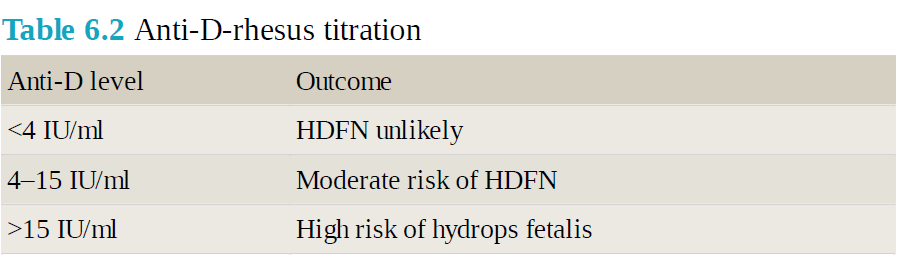 Table 6.2 Anti-D-rhesus titration
Anti-D level Outcome
<4 IU/ml HDFN unlikely
4–15 IU/ml Moderate risk of HDFN
>15 IU/ml High risk of hydrops fetalis